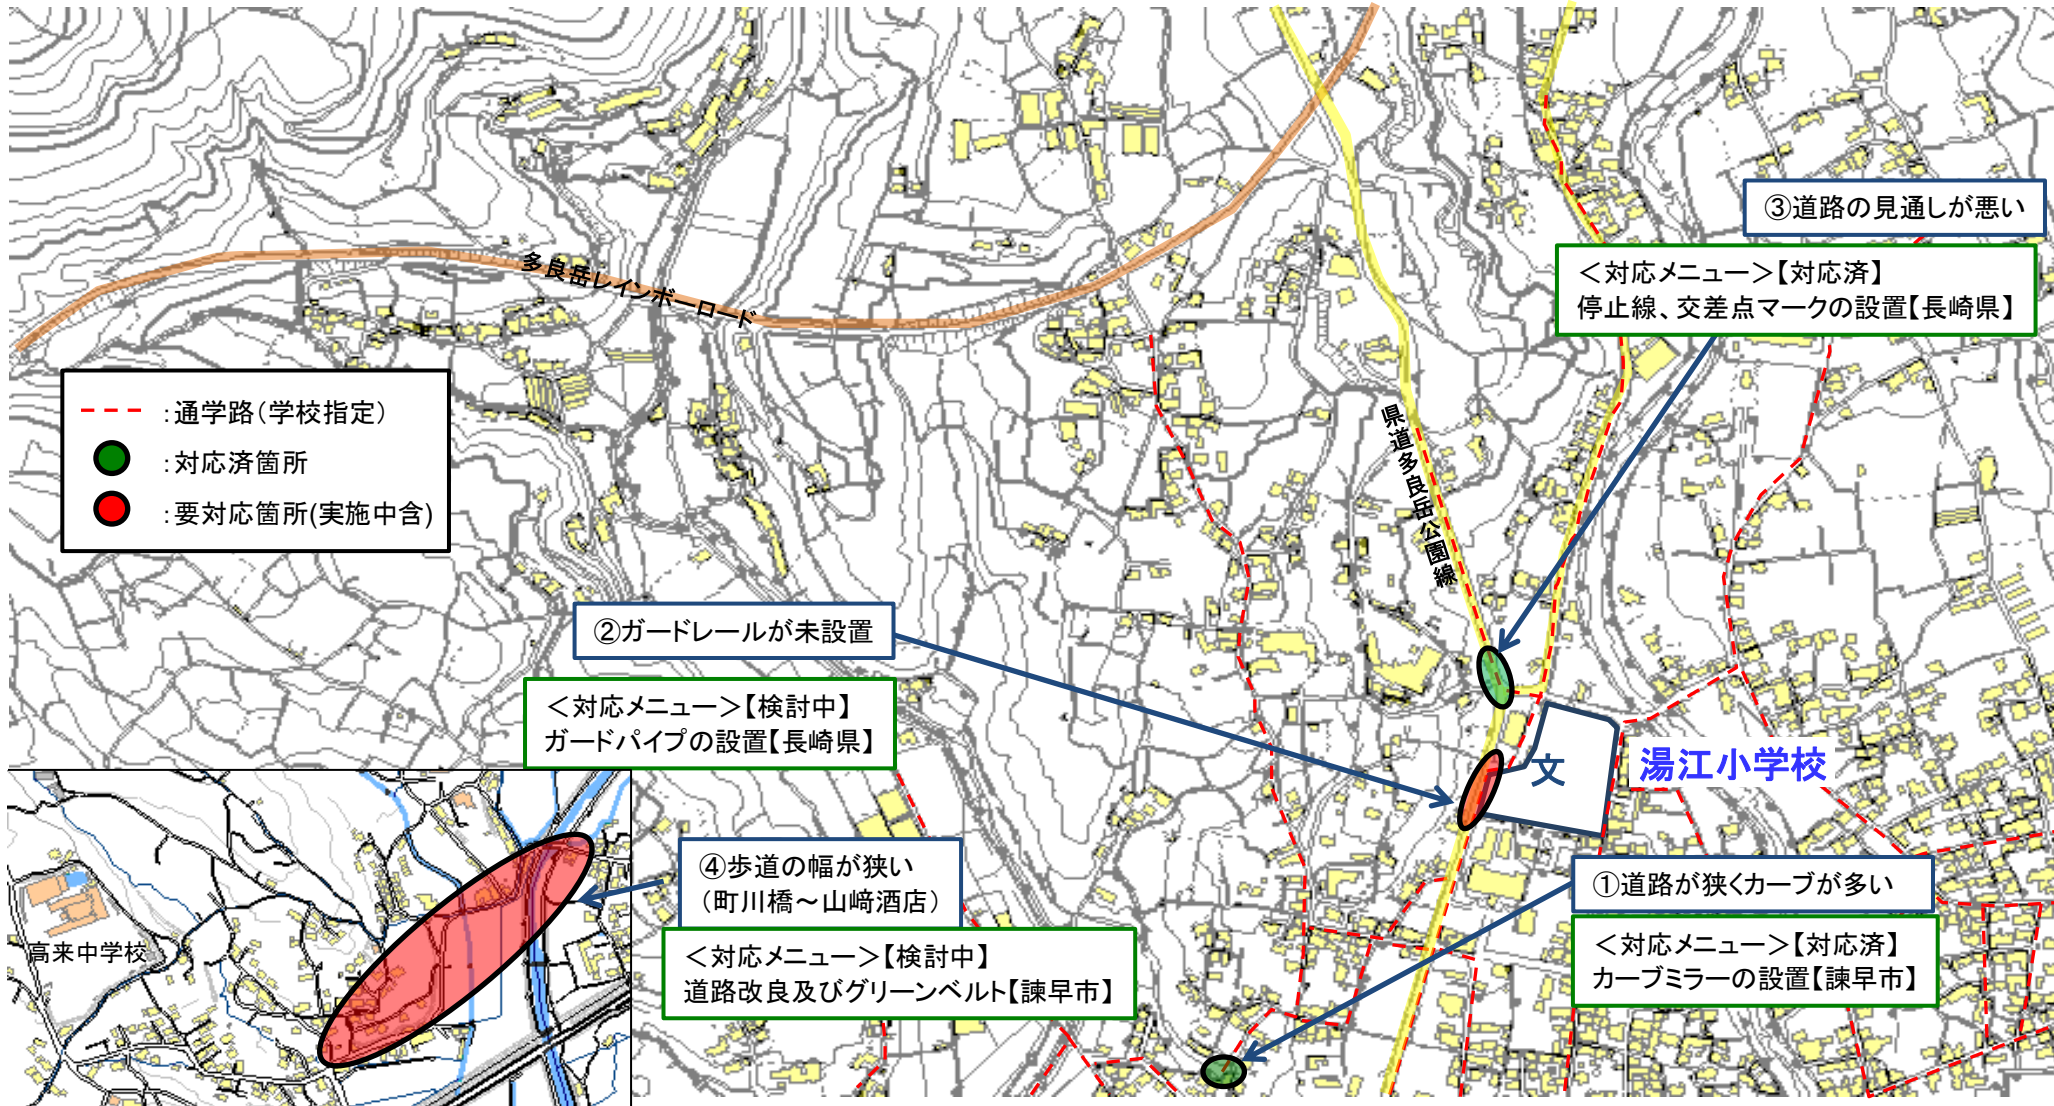 ③道路の見通しが悪い
<対応メニュー>【対応済】
停止線、交差点マークの設置【長崎県】
多良岳レインボーロード
:通学路(学校指定)
:対応済箇所
:要対応箇所(実施中含)
県道多良岳公園線
②ガードレールが未設置
<対応メニュー>【検討中】
ガードパイプの設置【長崎県】
文
湯江小学校
④歩道の幅が狭い
(町川橋～山﨑酒店)
<対応メニュー>【検討中】
道路改良及びグリーンベルト【諫早市】
高来中学校
①道路が狭くカーブが多い
<対応メニュー>【対応済】
カーブミラーの設置【諫早市】